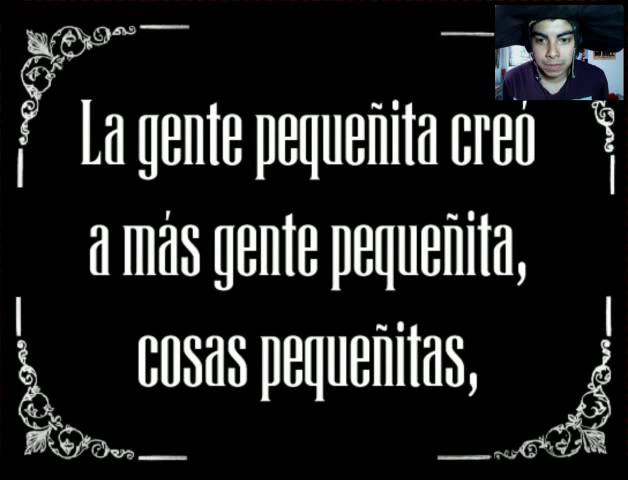 La gente pequeñita creó
a más gente pequeñita,
cosas pequeñitas,